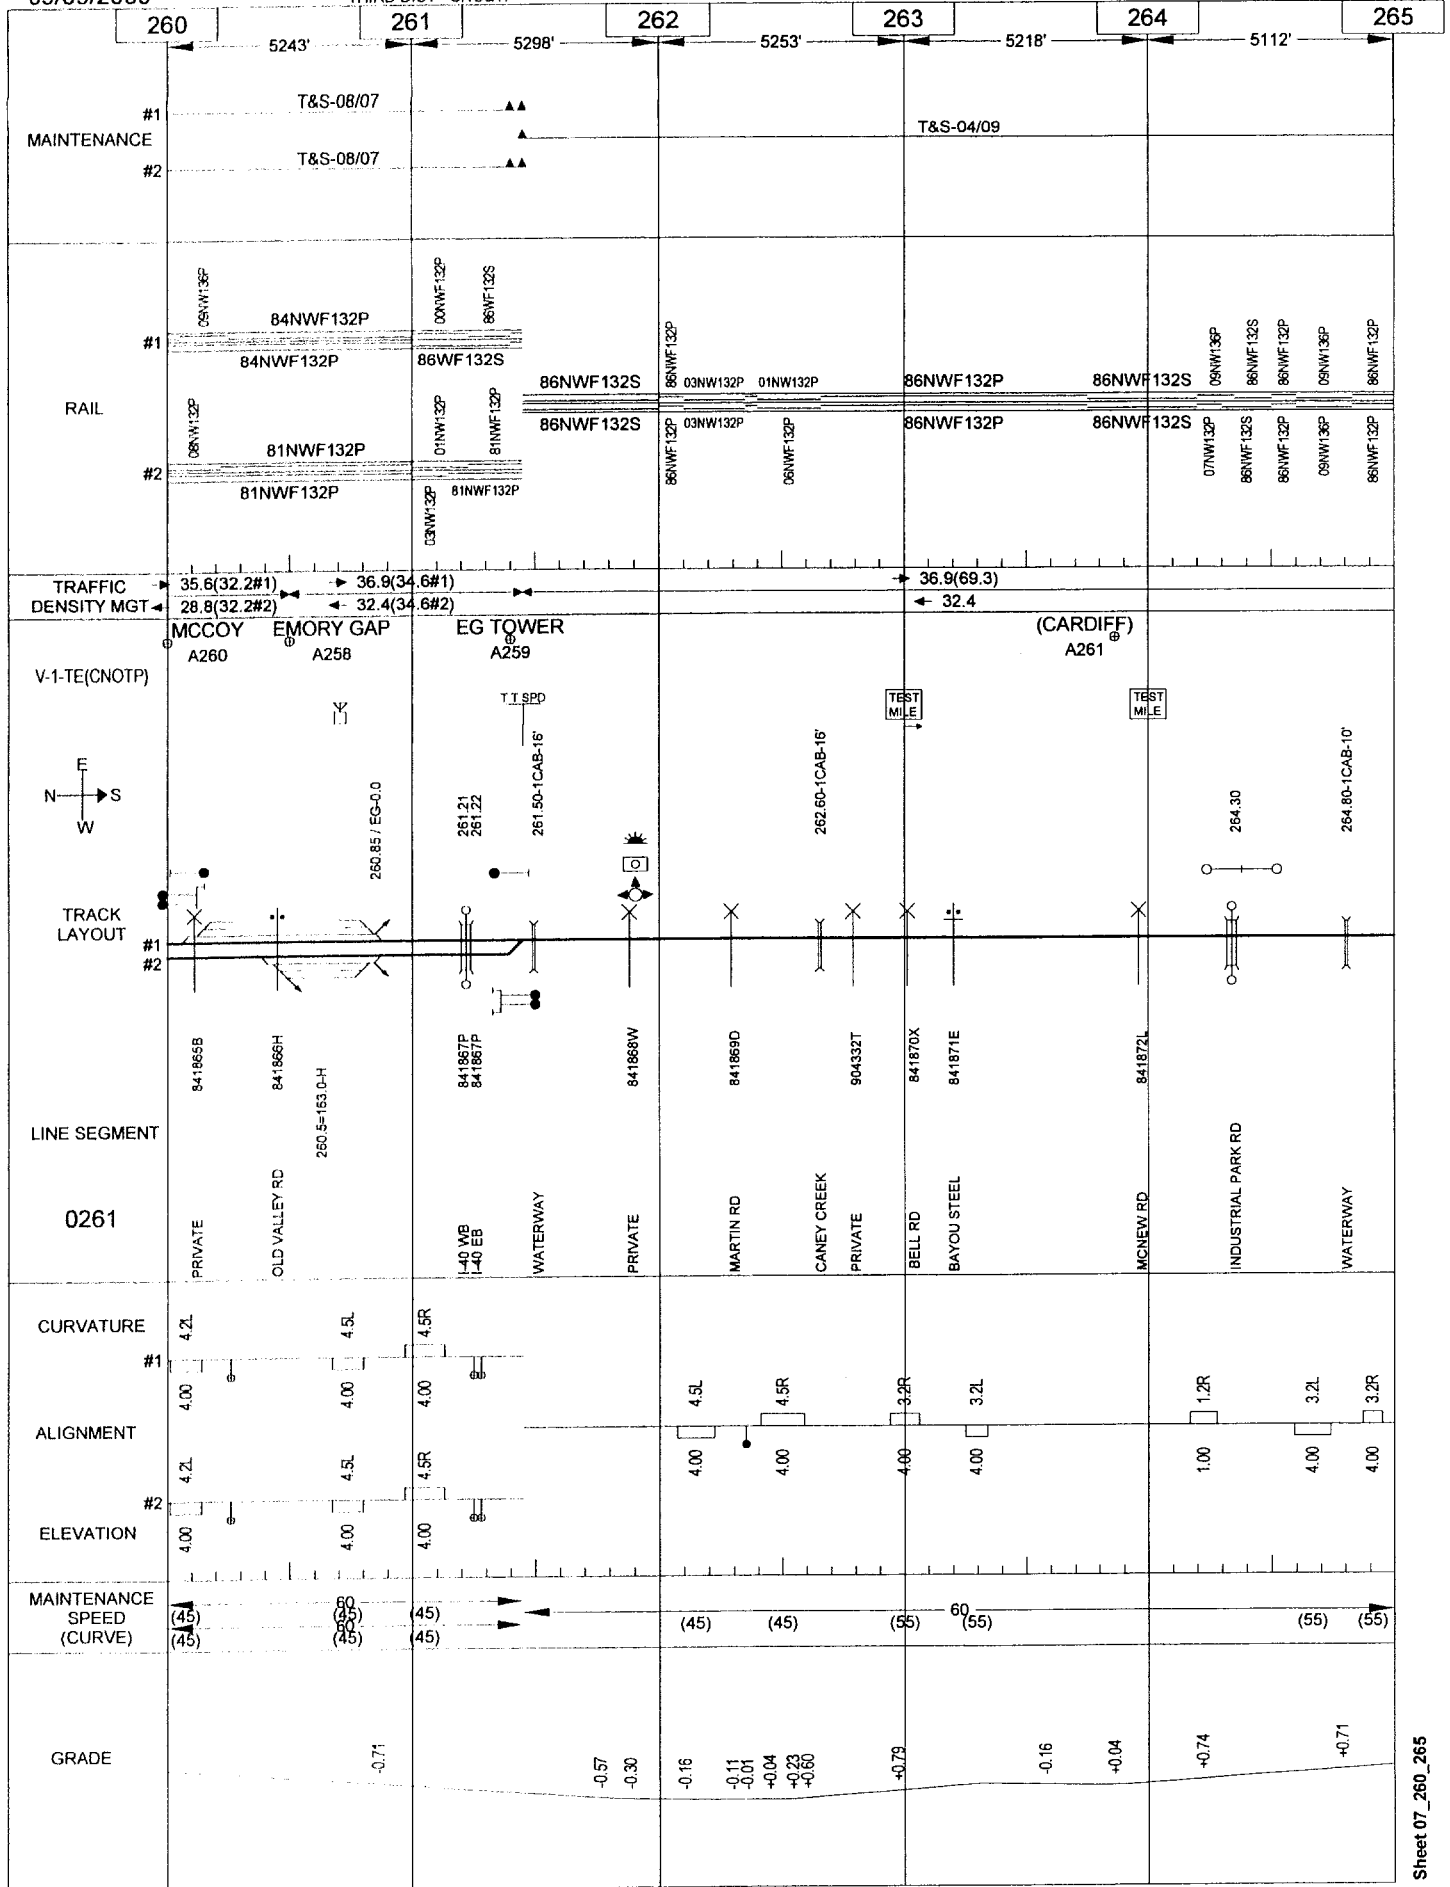 260 261 262 263 264 265
5243' 5298' 5253' 5218' 5112'
MAINTENANCE
#1 T&S-08/07
T&S-04/09
#2 T&S-08/07
RAIL
09NW136P 00NWF132P 86WF132S
84NWF132P
#1
84NWF132P 86WF132S
08NW132P 01NW132P 81NWF132P
81NWF132P
#2
81NWF132P 81NWF132P
03NW132P
86NWF132S 86NWF132P 03NW132P 01NW132P 86NWF132P 86NWF132S 09NW136P 86NWF132S 86NWF132P 09NW136P 86NWF132P
86NWF132S 86NWF132P 03NW132P 06NWF132P 86NWF132P 86NWF132S 07NW132P 86NWF132S 86NWF132P 09NW136P 86NWF132P
TRAFFIC
DENSITY MGT
35.6(32.2#1) 36.9(34.6#1) 36.9(69.3)
28.8(32.2#2) 32.4(34.6#2) 32.4
MCCOY EMORY GAP EG TOWER (CARDIFF)
A260 A258 A259 A261
V-1-TE(CNOTP)
T T SPD
TEST
MILE
TEST
MILE
E
N S
W
260.85 / EG-0.0
261.21
261.22
261.50-1CAB-16'
262.60-1CAB-16'
264.30
264.80-10AB-10'
TRACK
LAYOUT
#1
#2
841865B
841866H
260.5=153.0-H
841867P
841867P
841868W
841869D
904332T
841870X
841871E
841872L
LINE SEGMENT
0261
PRIVATE
OLD VALLEY RD
I-40 WB
I-40 EB
WATERWAY
PRIVATE
MARTIN RD
CANEY CREEK
PRIVATE
BELL RD
BAYOU STEEL
MCNEW RD
INDUSTRIAL PARK RD
WATERWAY
CURVATURE
4.2L 4.5L 4.5R
#1
4.00 4.00 4.00
4.5L 4.5R 3.2R 3.2L 1.2R 3.2L 3.2R
ALIGNMENT
4.00 4.00 4.00 4.00 1.00 4.00 4.00
4.2L 4.5L 4.5R
#2
ELEVATION
4.00 4.00 4.00
MAINTENANCE
SPEED
(CURVE)
60
(45) (45) (45)
60
(45) (45) (45)
60
(45) (45) (55) (55) (55) (55)
GRADE
-0.71 -0.57 -0.30 -0.16 -0.11 -0.01 +0.04 +0.23 +0.60 +0.79 -0.16 +0.04 +0.74 +0.71
Sheet 07_260_265